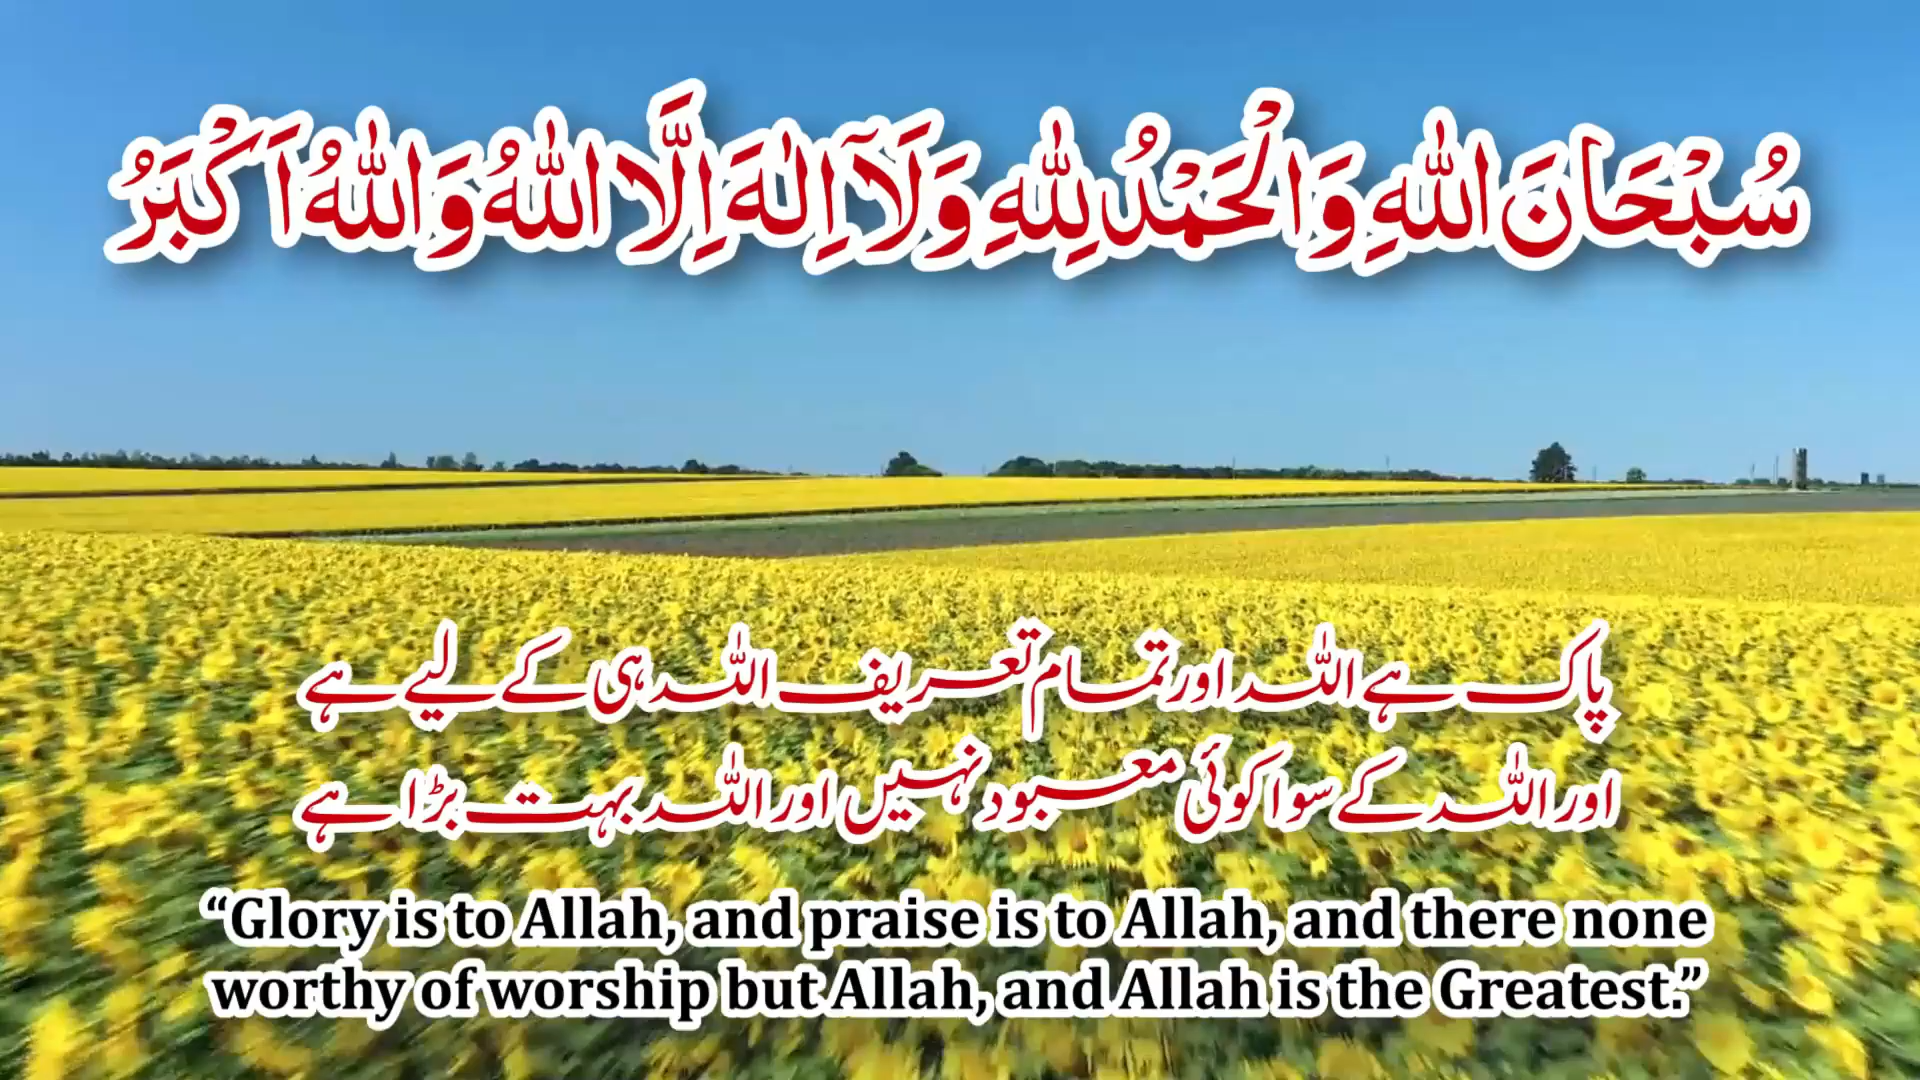 سُبْحَانَ اللهِ وَالْحَمْدُ لِلّٰهِ وَلَآ اِلٰهَ اِلَّا اللهُ وَاللهُ اَكْبَرُ
پاک ہے اللہ اور تمام تعریف اللہ ہی کے لیے ہے
اور اللہ کے سوا کوئی معبود نہیں اور اللہ بہت بڑا ہے
“Glory is to Allah, and praise is to Allah, and there none
worthy of worship but Allah, and Allah is the Greatest.”